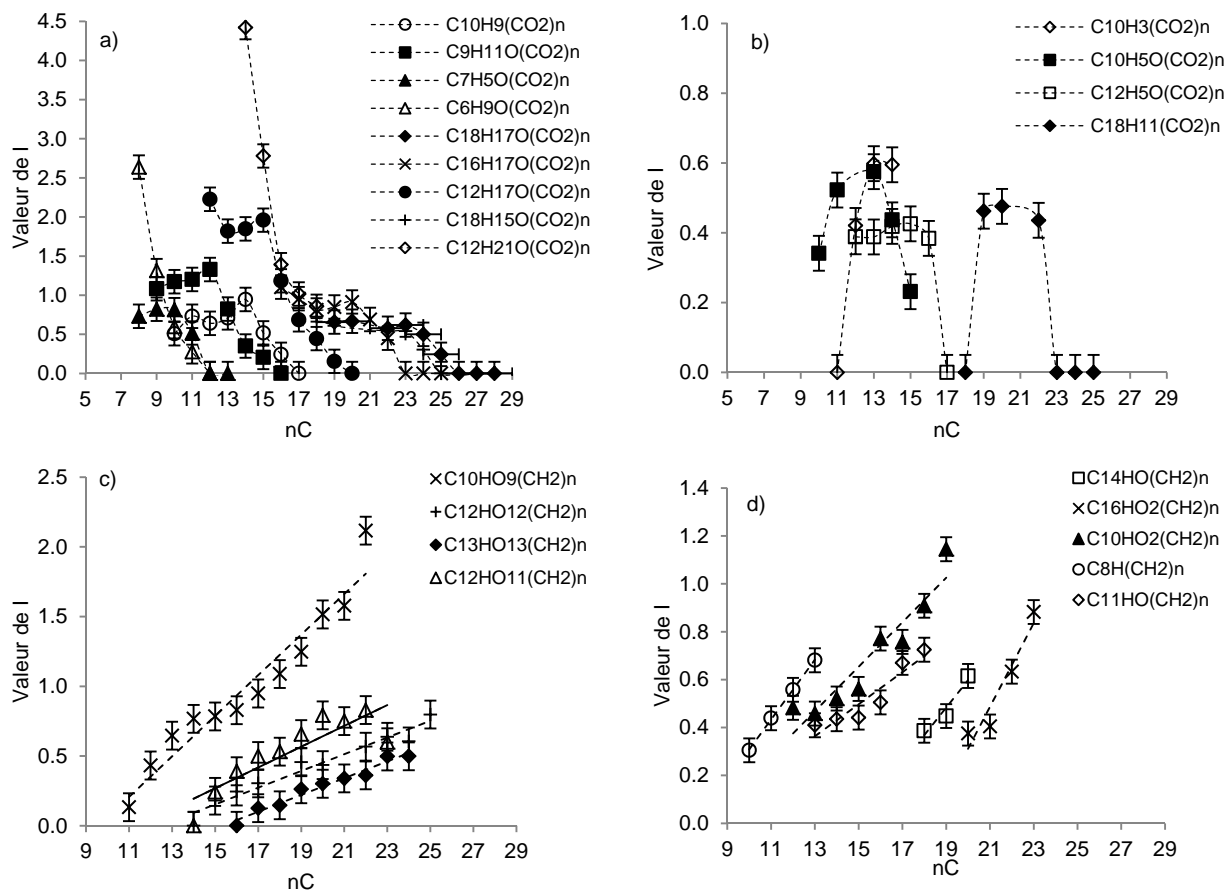 a)
Valeur de I
4.5
4.0
3.5
3.0
2.5
2.0
1.5
1.0
0.5
0.0
5 7 9 11 13 15 17 19 21 23 25 27 29
nC
C10H9(CO2)n
C9H11O(CO2)n
C7H5O(CO2)n
C6H9O(CO2)n
C18H17O(CO2)n
C16H17O(CO2)n
C12H17O(CO2)n
C18H15O(CO2)n
C12H21O(CO2)n
b)
Valeur de I
1.0
0.8
0.6
0.4
0.2
0.0
5 7 9 11 13 15 17 19 21 23 25 27 29
nC
C10H3(CO2)n
C10H5O(CO2)n
C12H5O(CO2)n
C18H11(CO2)n
c)
Valeur de I
2.5
2.0
1.5
1.0
0.5
0.0
9 11 13 15 17 19 21 23 25 27 29
nC
C10HO9(CH2)n
C12HO12(CH2)n
C13HO13(CH2)n
C12HO11(CH2)n
d)
Valeur de I
1.4
1.2
1.0
0.8
0.6
0.4
0.2
0.0
9 11 13 15 17 19 21 23 25 27 29
nC
C14HO(CH2)n
C16HO2(CH2)n
C10HO2(CH2)n
C8H(CH2)n
C11HO(CH2)n